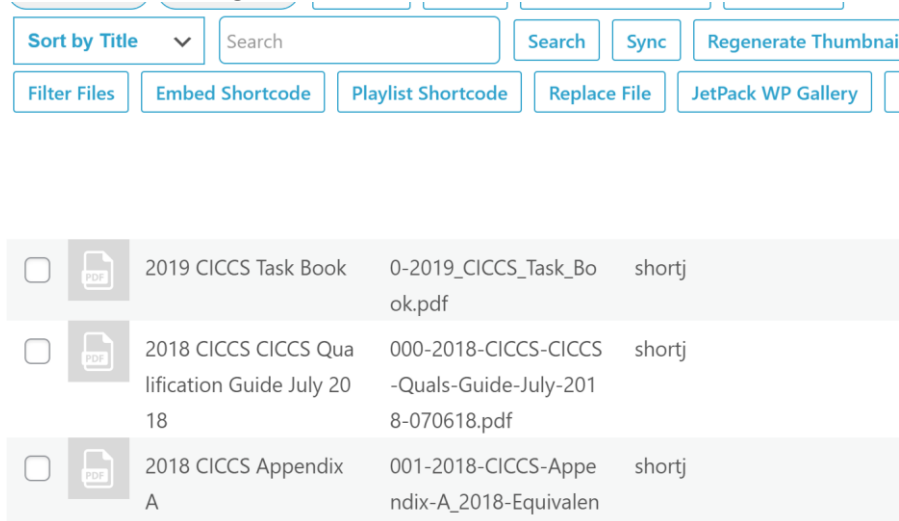 Sort by Title
Search
Search
Sync
Regenerate Thumbnai
Filter Files
Embed Shortcode
Playlist Shortcode
Replace File
JetPack WP Gallery
PDF
2019 CICCS Task Book
0-2019_CICCS_Task_Bo
ok.pdf
shortj
PDF
2018 CICCS CICCS Qua
lification Guide July 20
18
000-2018-CICCS-CICCS
-Quals-Guide-July-201
8-070618.pdf
shortj
PDF
2018 CICCS Appendix
A
001-2018-CICCS-Appe
ndix-A_2018-Equivalen
shortj